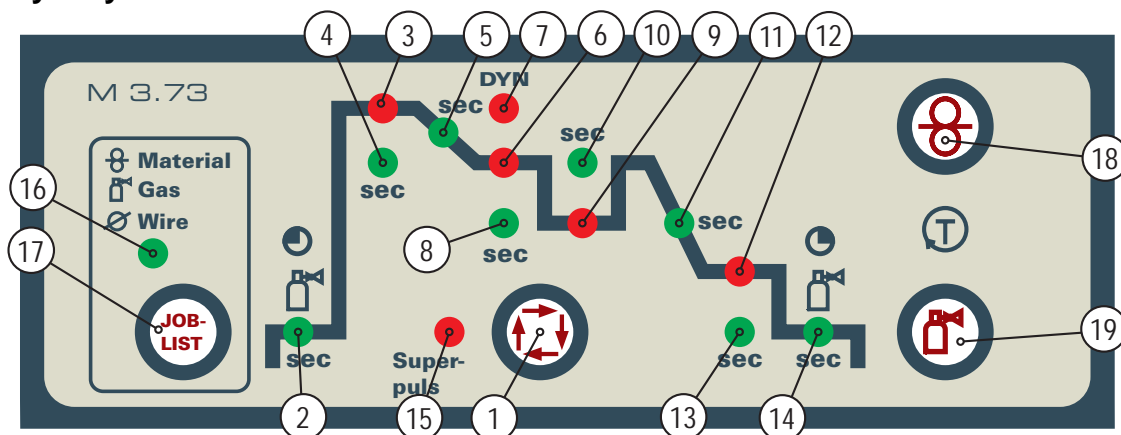 4
3
5
7
6
10
9
11
12
M 3.73
DYN
sec
sec
Material
Gas
Wire
16
18
sec
sec
17
8
sec
T
JOB-
LIST
19
sec
Super-
puls
sec
sec
2
15
1
13
14